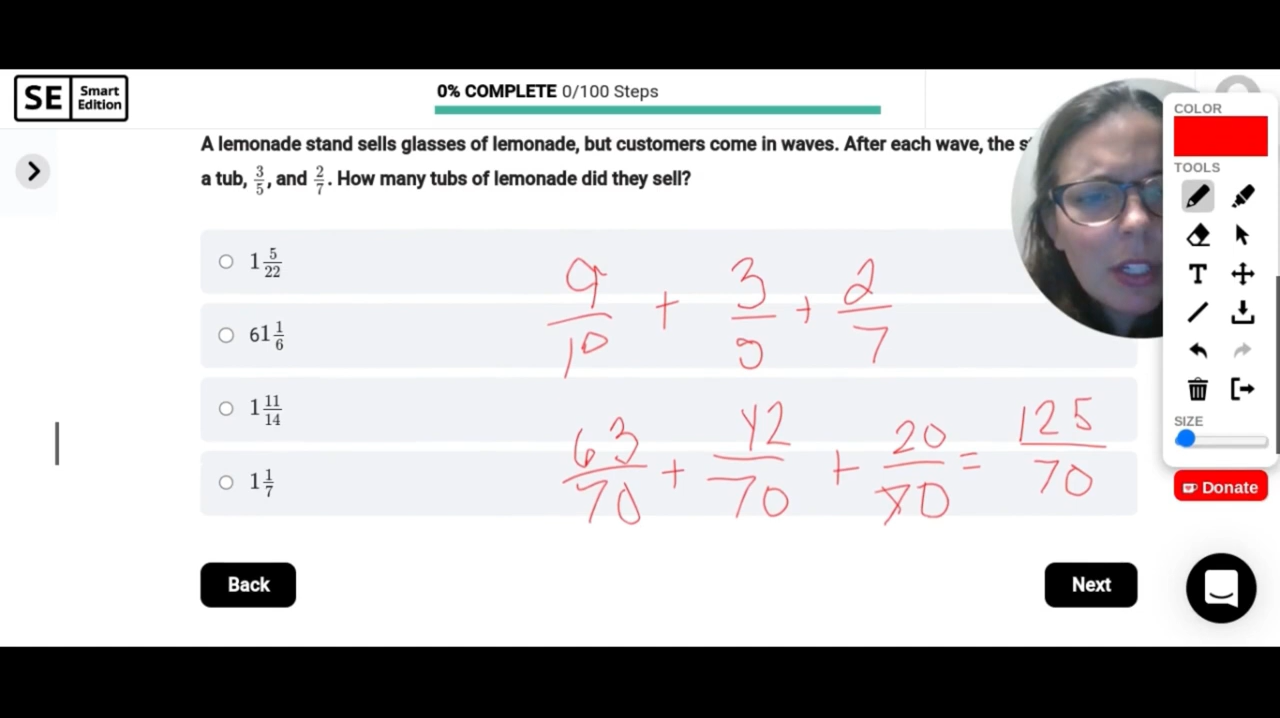 SE Smart Edition
0% COMPLETE 0/100 Steps
A lemonade stand sells glasses of lemonade, but customers come in waves. After each wave, the
a tub, 3/5, and 2/7. How many tubs of lemonade did they sell?
1 5/22
61 1/6
1 11/14
1 1/7
9/10 + 3/5 + 2/7
63/70 + 42/70 + 20/70 = 125/70
Back
Next
COLOR
TOOLS
T
SIZE
Donate